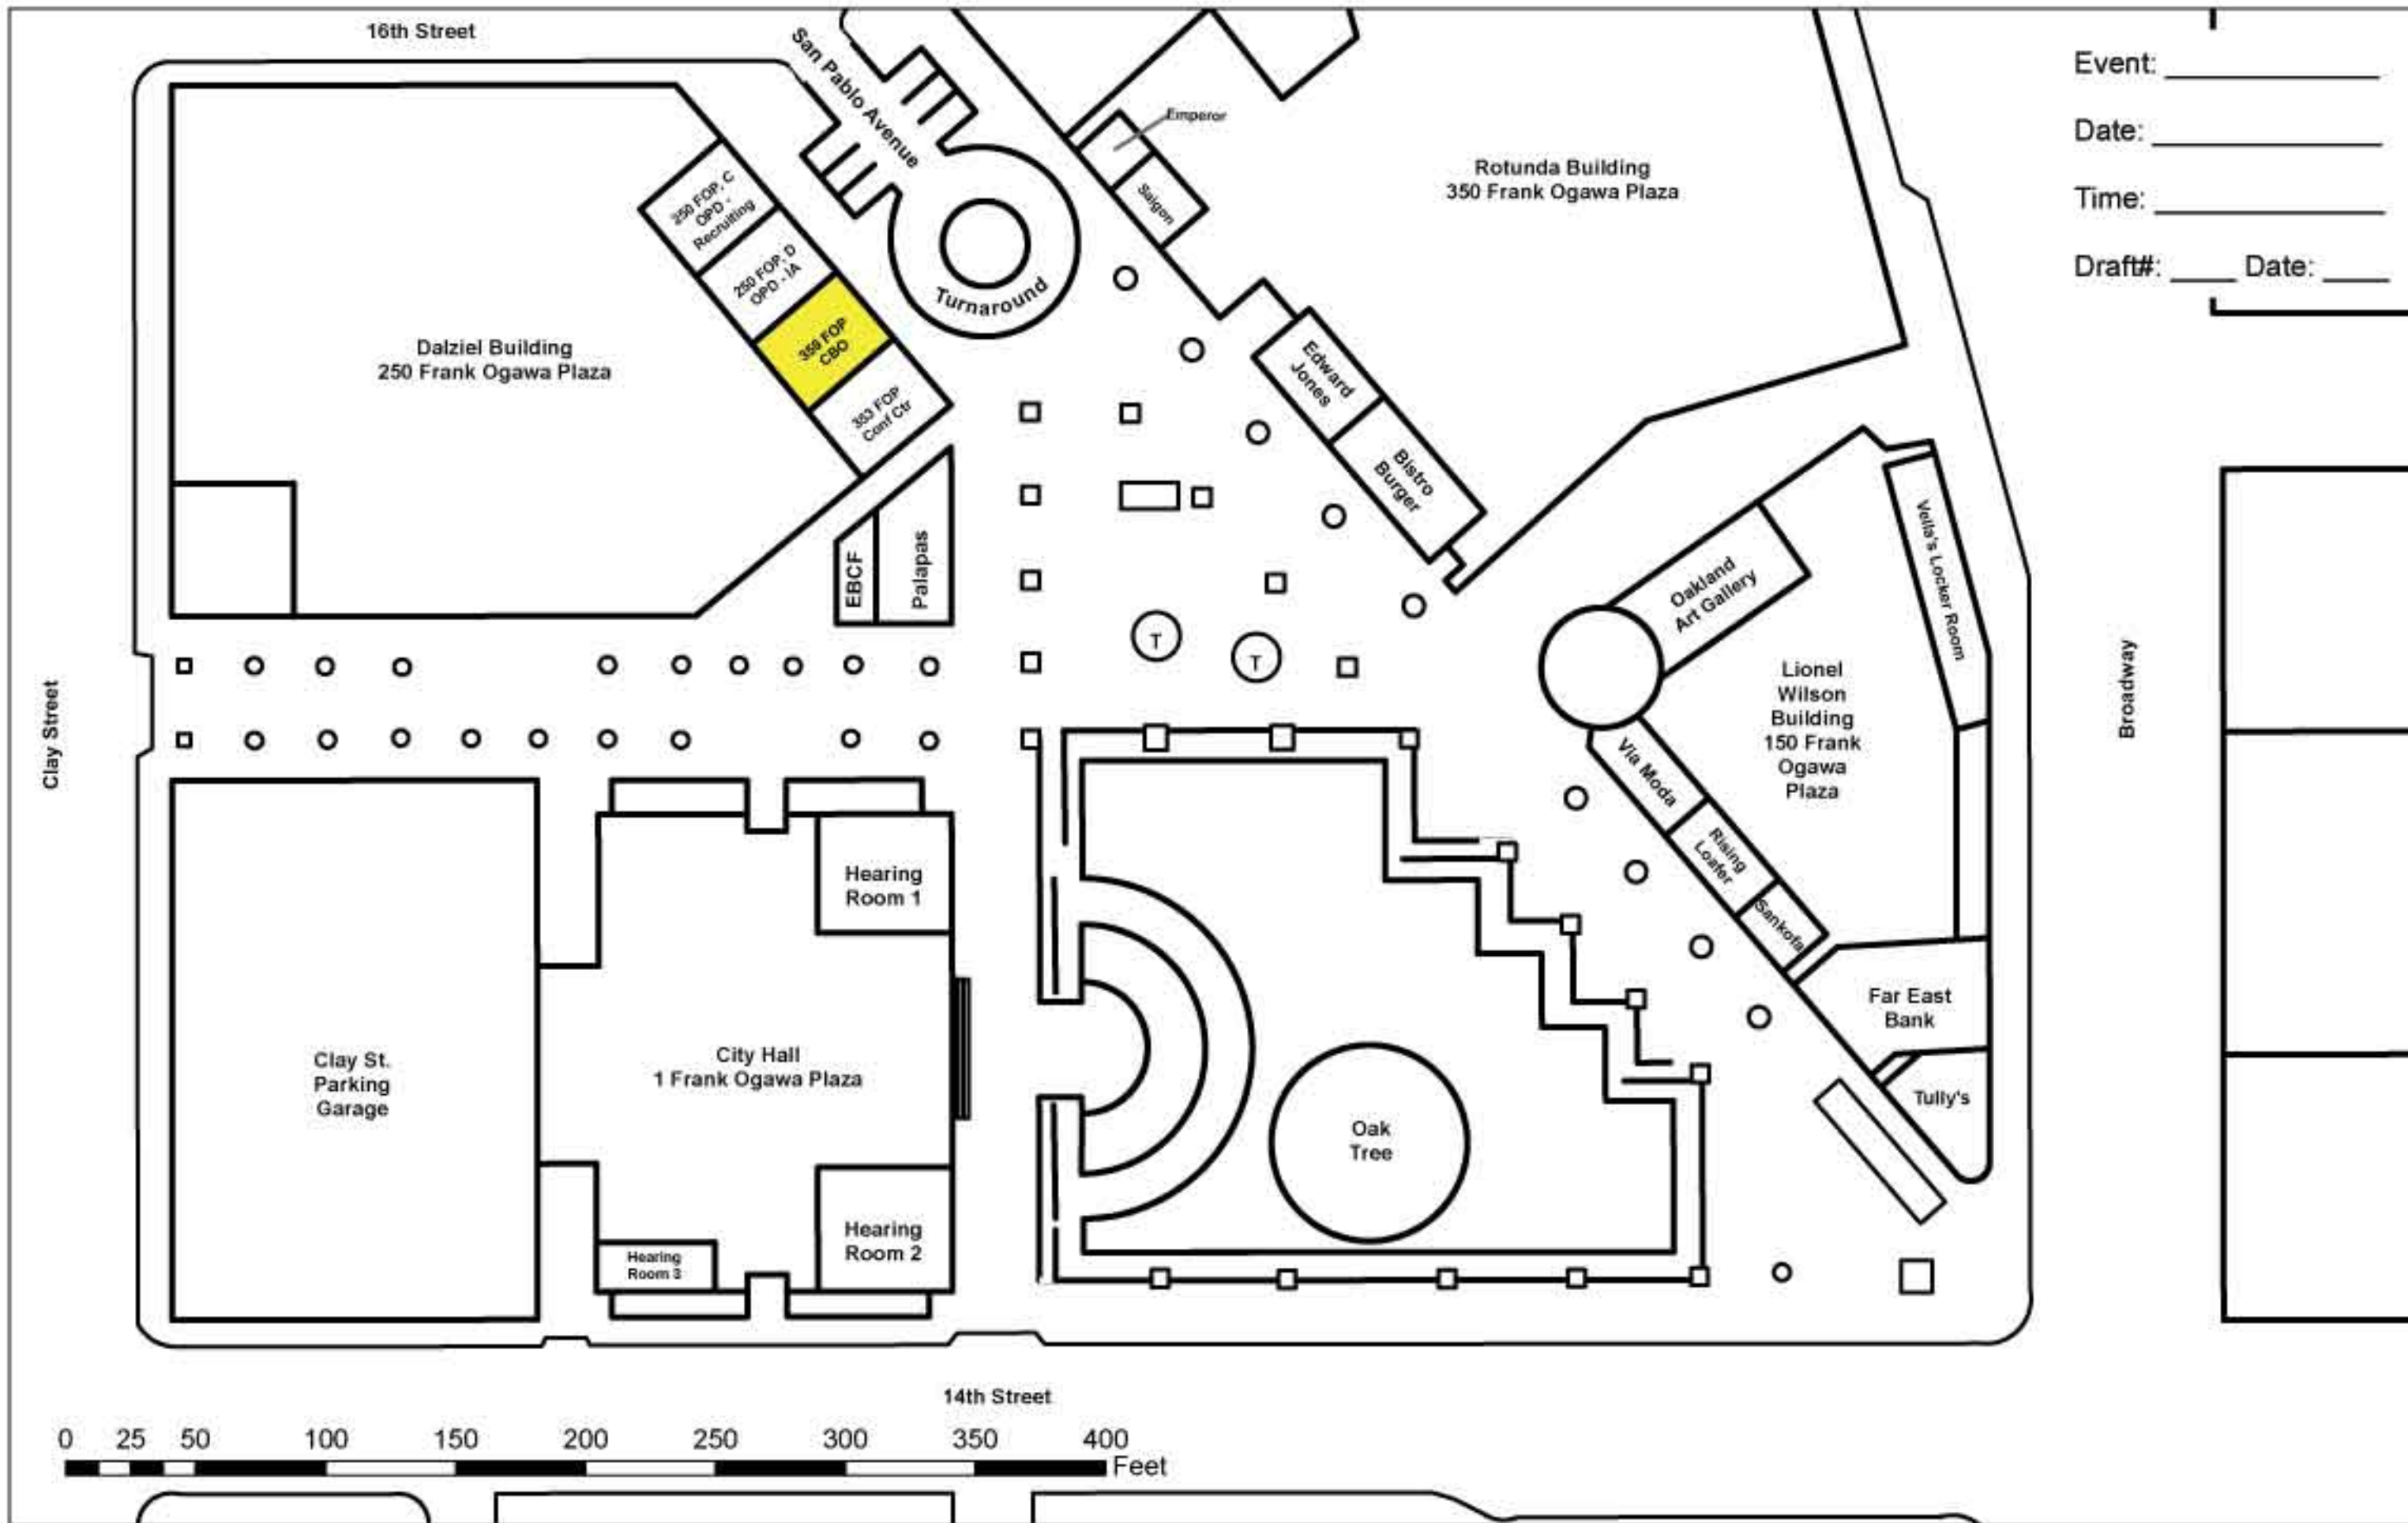 16th Street
San Pablo Avenue
Emperor
Saigon
Rotunda Building
350 Frank Ogawa Plaza
Event:
Date:
Time:
Draft#: Date:
250 FOP, C
OPD -
Recruiting
250 FOP, D
OPD - IA
350 FOP
CBO
353 FOP
Conf Ctr
Turnaround
Dalziel Building
250 Frank Ogawa Plaza
Edward
Jones
Bistro
Burger
EBCF
Palapas
T
T
Oakland
Art Gallery
Vella's Locker Room
Lionel
Wilson
Building
150 Frank
Ogawa
Plaza
Clay Street
Broadway
Via Moda
Rising
Loafer
Sankofa
Far East
Bank
Tully's
Hearing
Room 1
City Hall
1 Frank Ogawa Plaza
Clay St.
Parking
Garage
Hearing
Room 2
Hearing
Room 3
Oak
Tree
14th Street
0 25 50 100 150 200 250 300 350 400
Feet